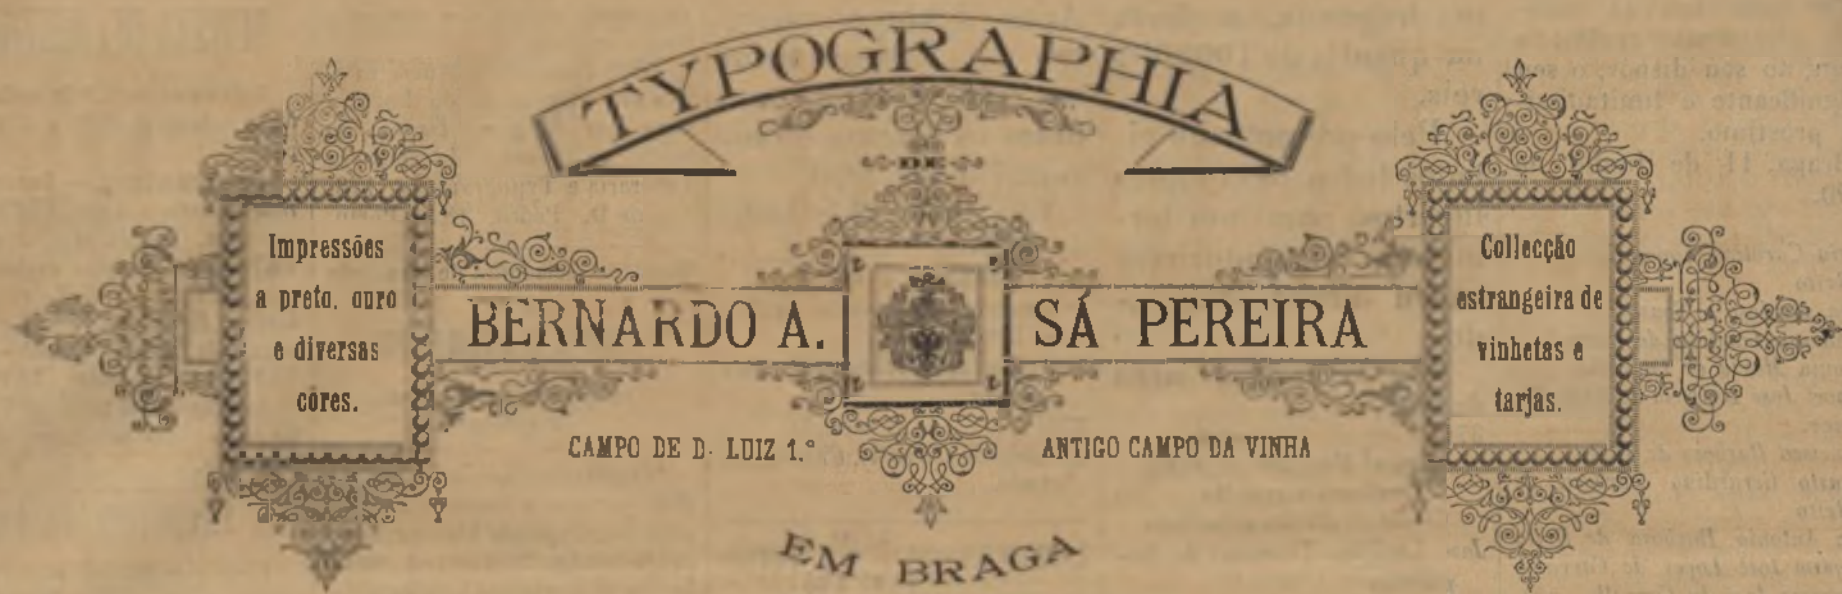 TYPOGRAPHIA
Impressões
a preto, ouro
e diversas
côres.
BERNARDO A. SÁ PEREIRA
Collecção
estrangeira de
vinhetas e
tarjas.
CAMPO DE D. LUIZ 1.º ANTIGO CAMPO DA VINHA
EM BRAGA